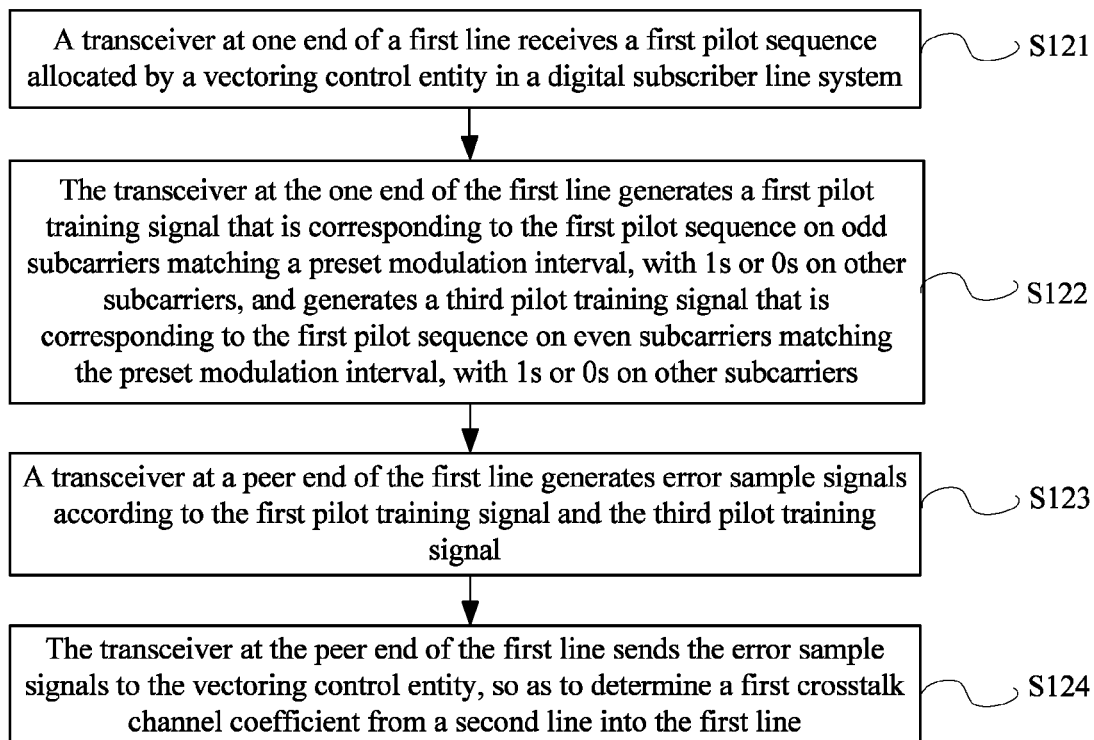 A transceiver at one end of a first line receives a first pilot sequence
allocated by a vectoring control entity in a digital subscriber line system
S121
The transceiver at the one end of the first line generates a first pilot
training signal that is corresponding to the first pilot sequence on odd
subcarriers matching a preset modulation interval, with 1s or 0s on other
subcarriers, and generates a third pilot training signal that is
corresponding to the first pilot sequence on even subcarriers matching
the preset modulation interval, with 1s or 0s on other subcarriers
S122
A transceiver at a peer end of the first line generates error sample signals
according to the first pilot training signal and the third pilot training
signal
S123
The transceiver at the peer end of the first line sends the error sample
signals to the vectoring control entity, so as to determine a first crosstalk
channel coefficient from a second line into the first line
S124